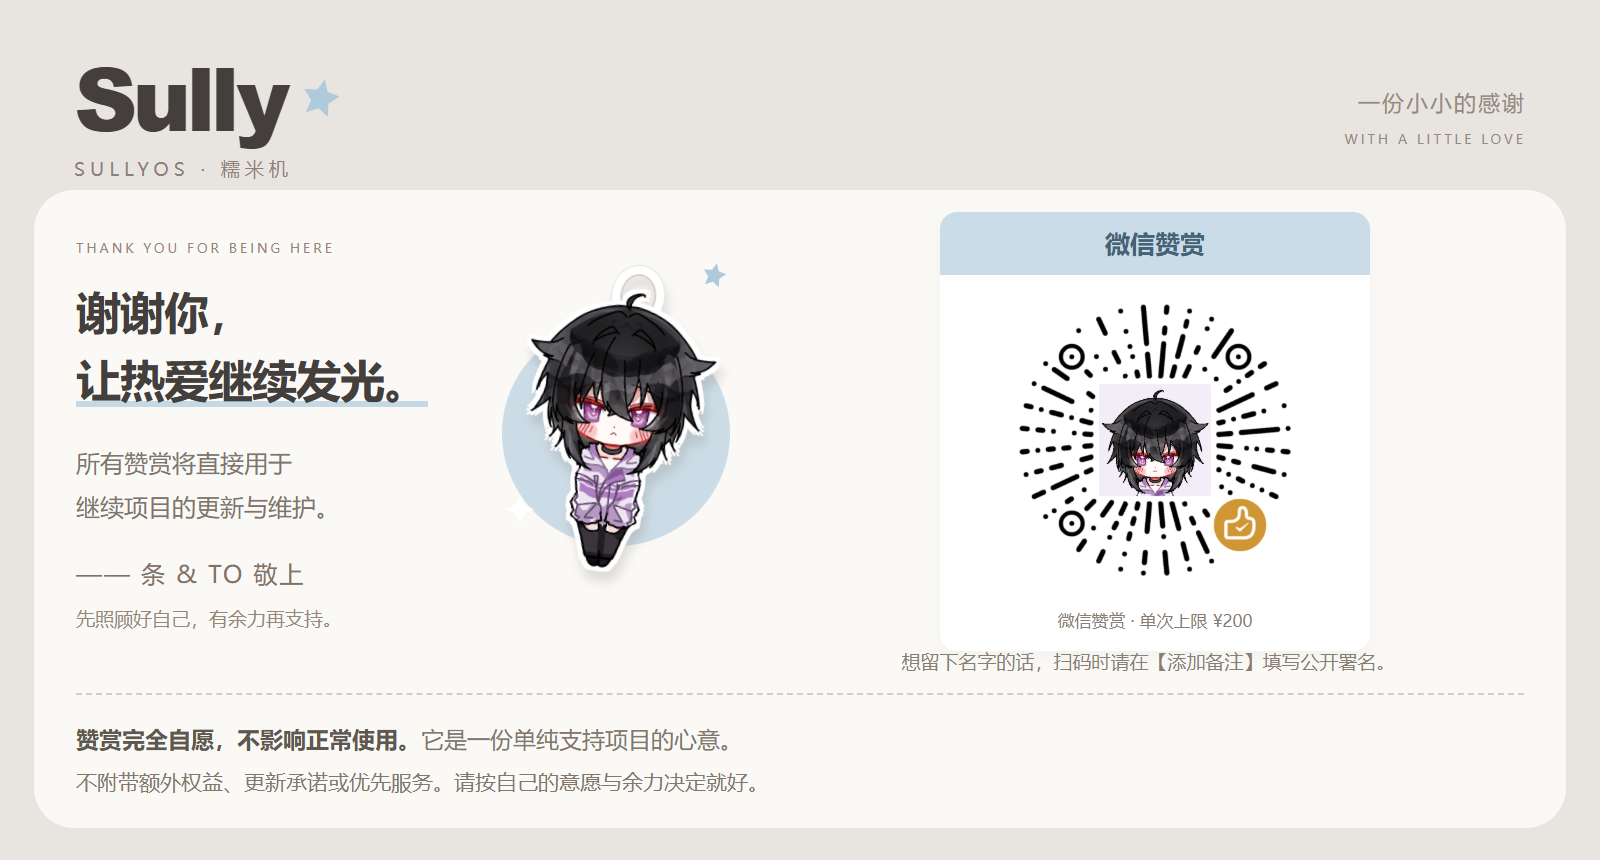 Sully
SULLYOS · 糯米机
一份小小的感谢
WITH A LITTLE LOVE
THANK YOU FOR BEING HERE
谢谢你，
让热爱继续发光。
所有赞赏将直接用于
继续项目的更新与维护。
—— 条 & TO 敬上
先照顾好自己，有余力再支持。
微信赞赏
微信赞赏 · 单次上限 ¥200
想留下名字的话，扫码时请在【添加备注】填写公开署名。
赞赏完全自愿，不影响正常使用。它是一份单纯支持项目的心意。
不附带额外权益、更新承诺或优先服务。请按自己的意愿与余力决定就好。